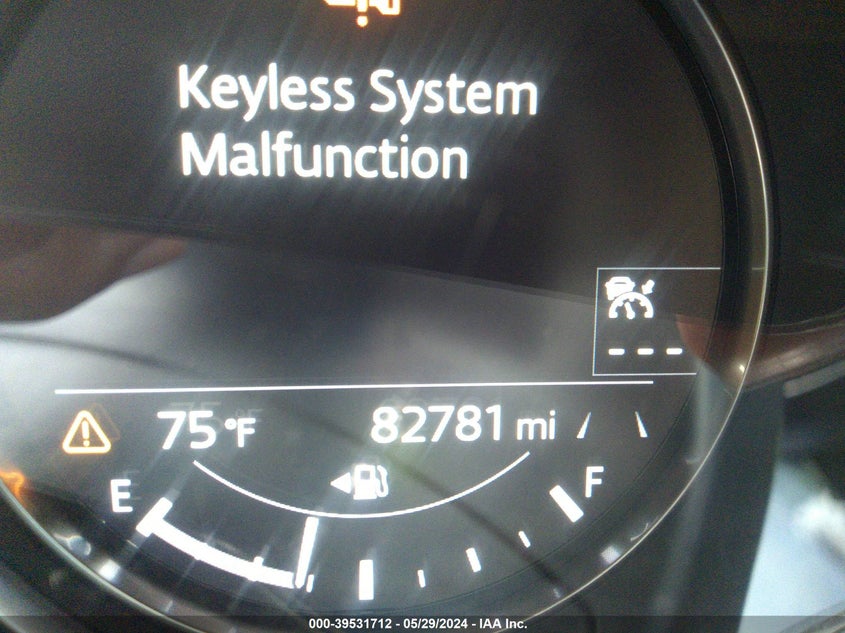 Keyless System
Malfunction
- - -
75°F 82781 mi
E F
000-39531712 - 05/29/2024 - IAA Inc.